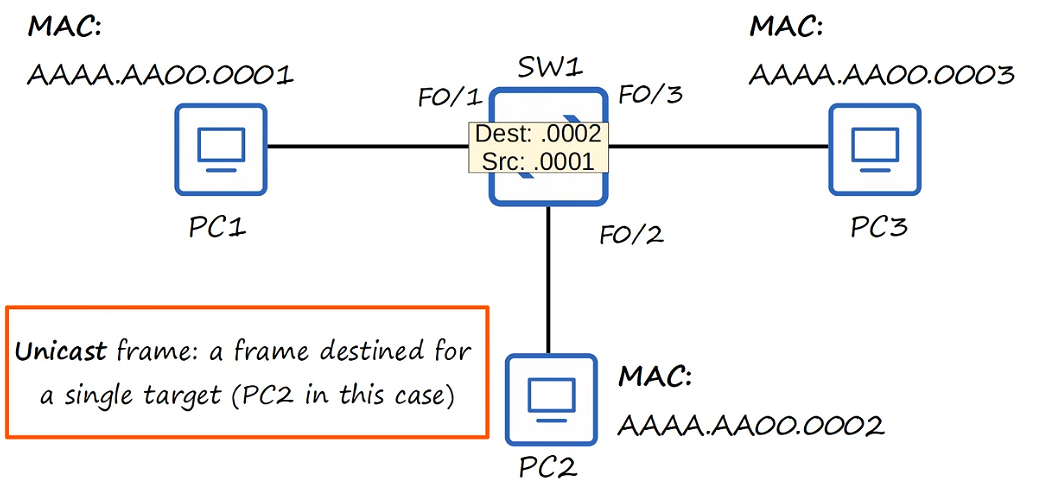 MAC:
AAAA.AA00.0001
MAC:
AAAA.AA00.0003
SW1
F0/1
F0/3
Dest: .0002
Src: .0001
PC1
PC3
F0/2
Unicast frame: a frame destined for
a single target (PC2 in this case)
MAC:
AAAA.AA00.0002
PC2